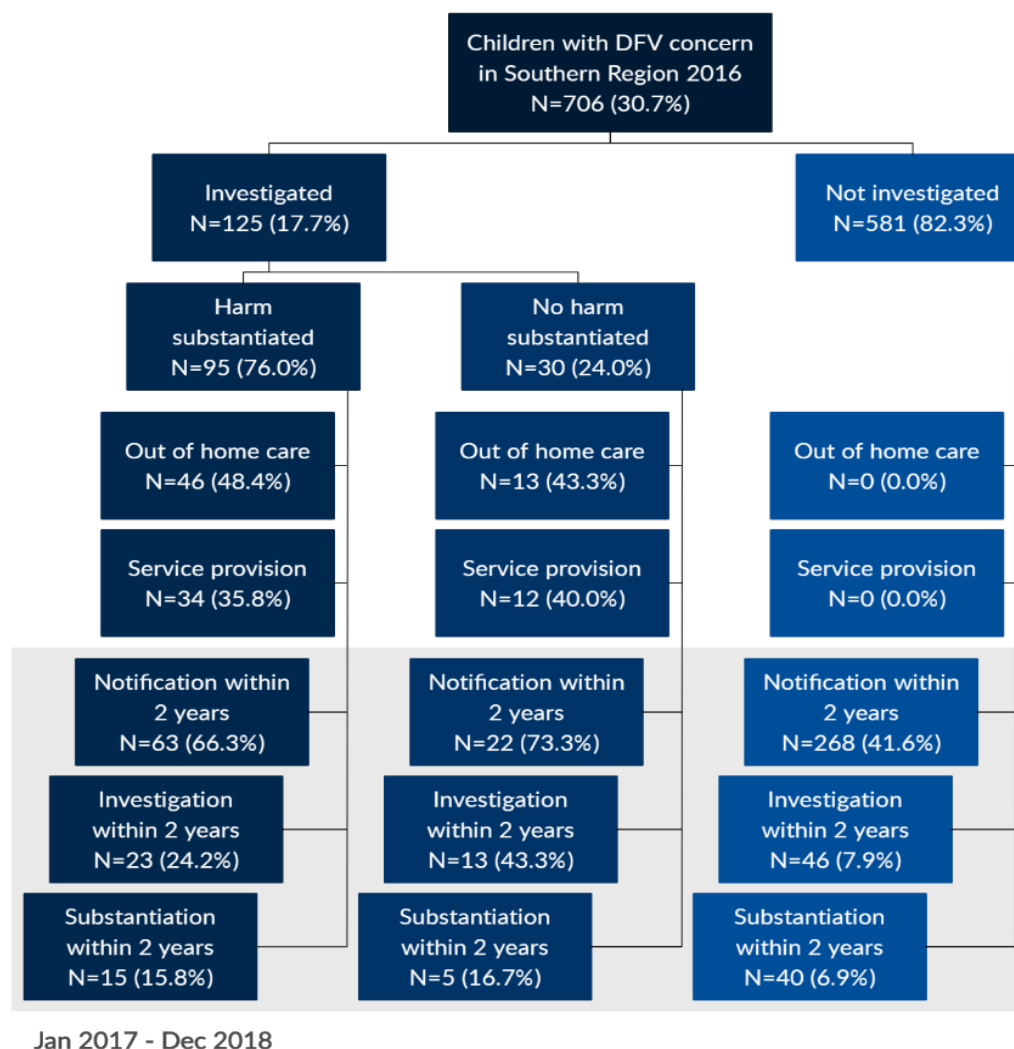 Children with DFV concern
in Southern Region 2016
N=706 (30.7%)
Investigated
N=125 (17.7%)
Not investigated
N=581 (82.3%)
Harm
substantiated
N=95 (76.0%)
No harm
substantiated
N=30 (24.0%)
Out of home care
N=46 (48.4%)
Out of home care
N=13 (43.3%)
Out of home care
N=0 (0.0%)
Service provision
N=34 (35.8%)
Service provision
N=12 (40.0%)
Service provision
N=0 (0.0%)
Notification within
2 years
N=63 (66.3%)
Notification within
2 years
N=22 (73.3%)
Notification within
2 years
N=268 (41.6%)
Investigation
within 2 years
N=23 (24.2%)
Investigation
within 2 years
N=13 (43.3%)
Investigation
within 2 years
N=46 (7.9%)
Substantiation
within 2 years
N=15 (15.8%)
Substantiation
within 2 years
N=5 (16.7%)
Substantiation
within 2 years
N=40 (6.9%)
Jan 2017 - Dec 2018